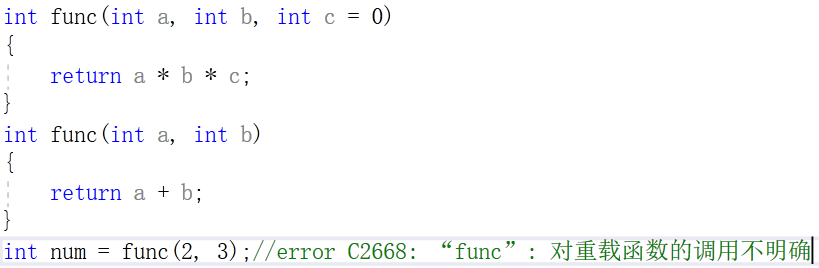 int func(int a, int b, int c = 0)
{
return a * b * c;
}
int func(int a, int b)
{
return a + b;
}
int num = func(2, 3);//error C2668: “func”: 对重载函数的调用不明确